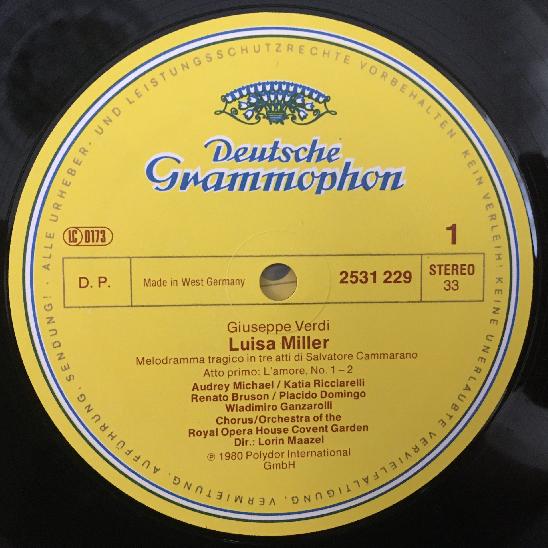 ALLE URHEBER- UND LEISTUNGSSCHUTZRECHTE VORBEHALTEN · KEIN VERLEIH! KEINE UNERLAUBTE VERVIELFÄLTIGUNG, VERMIETUNG, AUFFÜHRUNG, SENDUNG! ·
Deutsche
Grammophon
LC 0173
1
D. P.
Made in West Germany
2531 229
STEREO
33
Giuseppe Verdi
Luisa Miller
Melodramma tragico in tre atti di Salvatore Cammarano
Atto primo: L'amore, No. 1–2
Audrey Michael / Katia Ricciarelli
Renato Bruson / Placido Domingo
Wladimiro Ganzarolli
Chorus/Orchestra of the
Royal Opera House Covent Garden
Dir.: Lorin Maazel
℗ 1980 Polydor International
GmbH